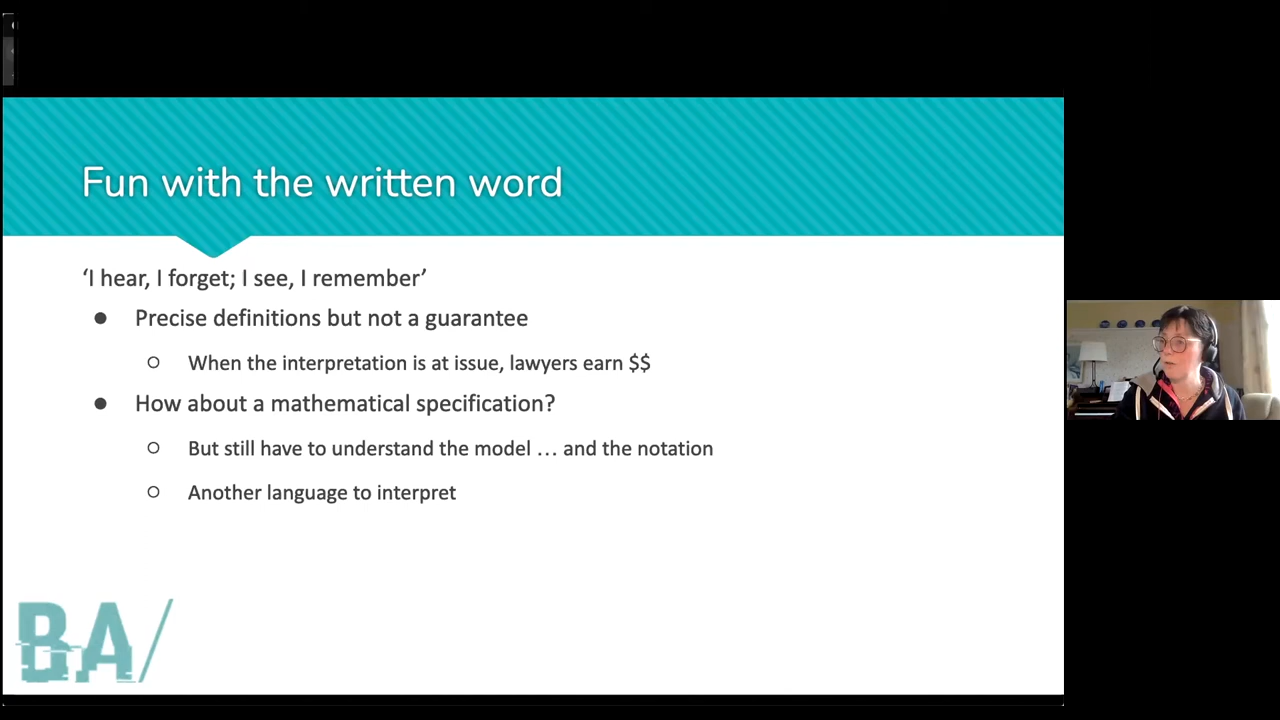 Fun with the written word
‘I hear, I forget; I see, I remember’
● Precise definitions but not a guarantee
○ When the interpretation is at issue, lawyers earn $$
● How about a mathematical specification?
○ But still have to understand the model … and the notation
○ Another language to interpret
BA/